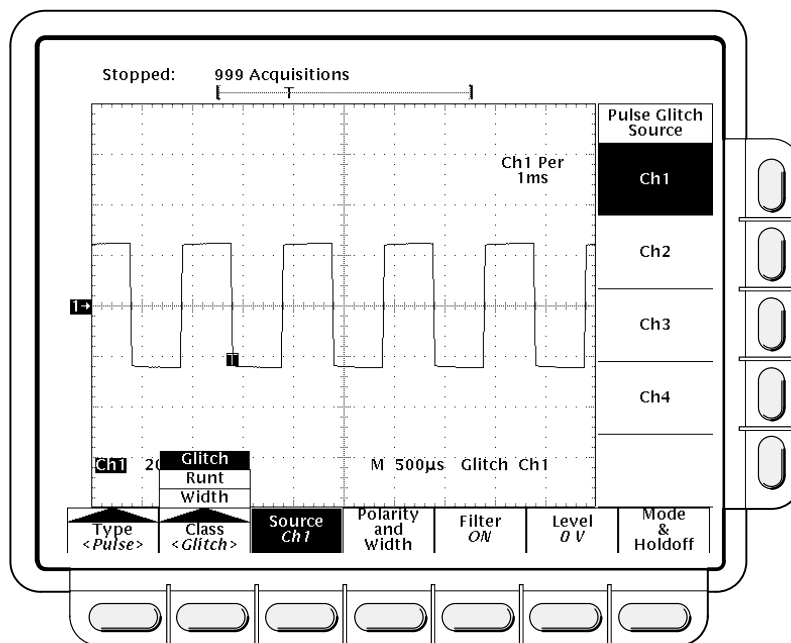 Stopped: 999 Acquisitions
T
Pulse Glitch
Source
Ch1 Per
1ms
Ch1
Ch2
Ch3
Ch4
1→
T
Ch1 20 M 500µs Glitch Ch1
Glitch
Runt
Width
Type
<Pulse>
Class
<Glitch>
Source
Ch1
Polarity
and
Width
Filter
ON
Level
0 V
Mode
&
Holdoff